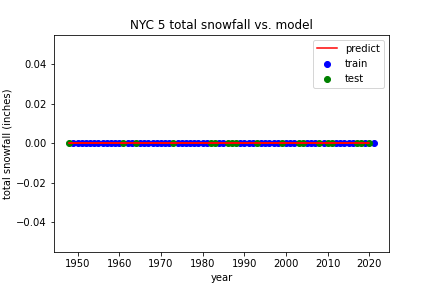 NYC 5 total snowfall vs. model
predict
train
test
0.04
0.02
0.00
−0.02
−0.04
total snowfall (inches)
1950 1960 1970 1980 1990 2000 2010 2020
year